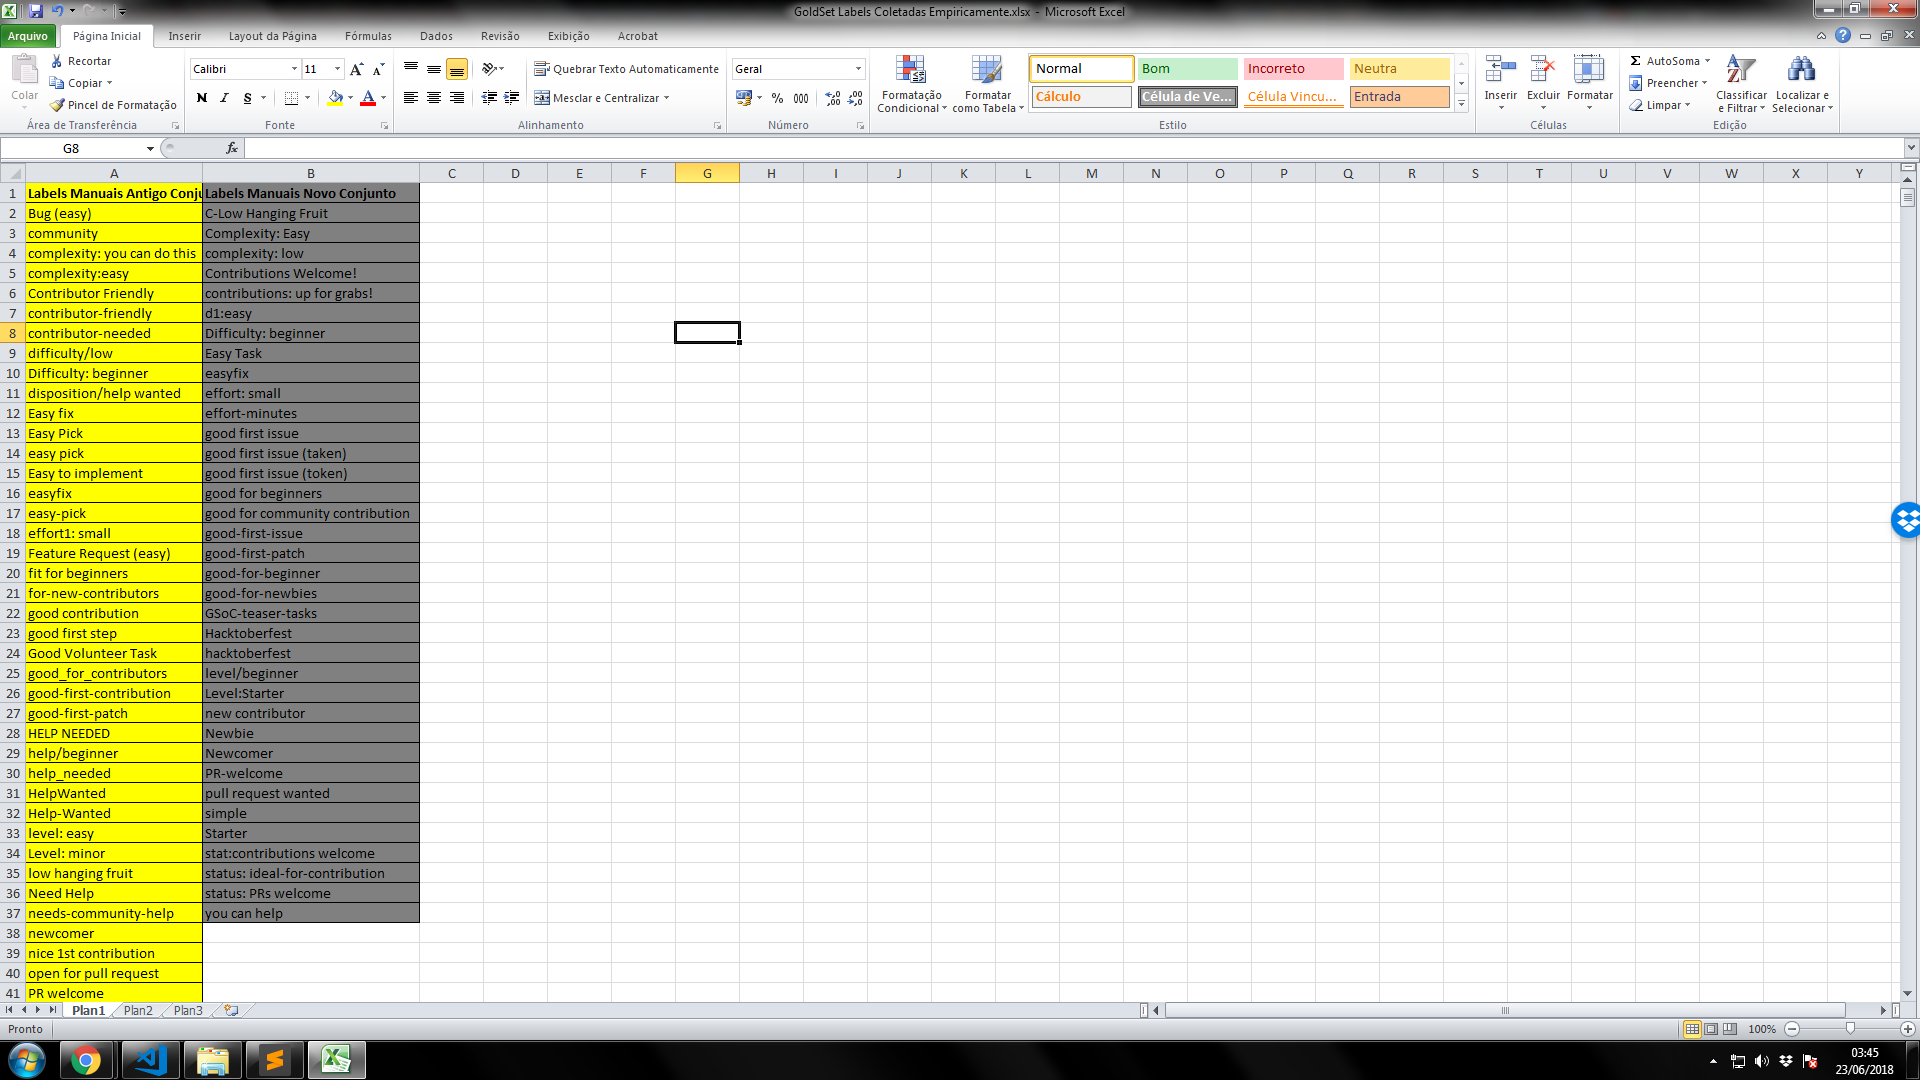 GoldSet Labels Coletadas Empiricamente.xlsx - Microsoft Excel
Arquivo Página Inicial Inserir Layout da Página Fórmulas Dados Revisão Exibição Acrobat
Colar
Recortar
Copiar
Pincel de Formatação
Área de Transferência
Calibri 11
N I S
Fonte
Quebrar Texto Automaticamente
Mesclar e Centralizar
Alinhamento
Geral
% 000
Número
Formatação Condicional
Formatar como Tabela
Normal Bom Incorreto Neutra
Cálculo Célula de Ve... Célula Vincu... Entrada
Estilo
Inserir Excluir Formatar
Células
AutoSoma
Preencher
Limpar
Classificar e Filtrar
Localizar e Selecionar
Edição
G8 fx
A B C D E F G H I J K L M N O P Q R S T U V W X Y
1 Labels Manuais Antigo Conju Labels Manuais Novo Conjunto
2 Bug (easy) C-Low Hanging Fruit
3 community Complexity: Easy
4 complexity: you can do this complexity: low
5 complexity:easy Contributions Welcome!
6 Contributor Friendly contributions: up for grabs!
7 contributor-friendly d1:easy
8 contributor-needed Difficulty: beginner
9 difficulty/low Easy Task
10 Difficulty: beginner easyfix
11 disposition/help wanted effort: small
12 Easy fix effort-minutes
13 Easy Pick good first issue
14 easy pick good first issue (taken)
15 Easy to implement good first issue (token)
16 easyfix good for beginners
17 easy-pick good for community contribution
18 effort1: small good-first-issue
19 Feature Request (easy) good-first-patch
20 fit for beginners good-for-beginner
21 for-new-contributors good-for-newbies
22 good contribution GSoC-teaser-tasks
23 good first step Hacktoberfest
24 Good Volunteer Task hacktoberfest
25 good_for_contributors level/beginner
26 good-first-contribution Level:Starter
27 good-first-patch new contributor
28 HELP NEEDED Newbie
29 help/beginner Newcomer
30 help_needed PR-welcome
31 HelpWanted pull request wanted
32 Help-Wanted simple
33 level: easy Starter
34 Level: minor stat:contributions welcome
35 low hanging fruit status: ideal-for-contribution
36 Need Help status: PRs welcome
37 needs-community-help you can help
38 newcomer
39 nice 1st contribution
40 open for pull request
41 PR welcome
Plan1 Plan2 Plan3
Pronto 100%
03:45
23/06/2018